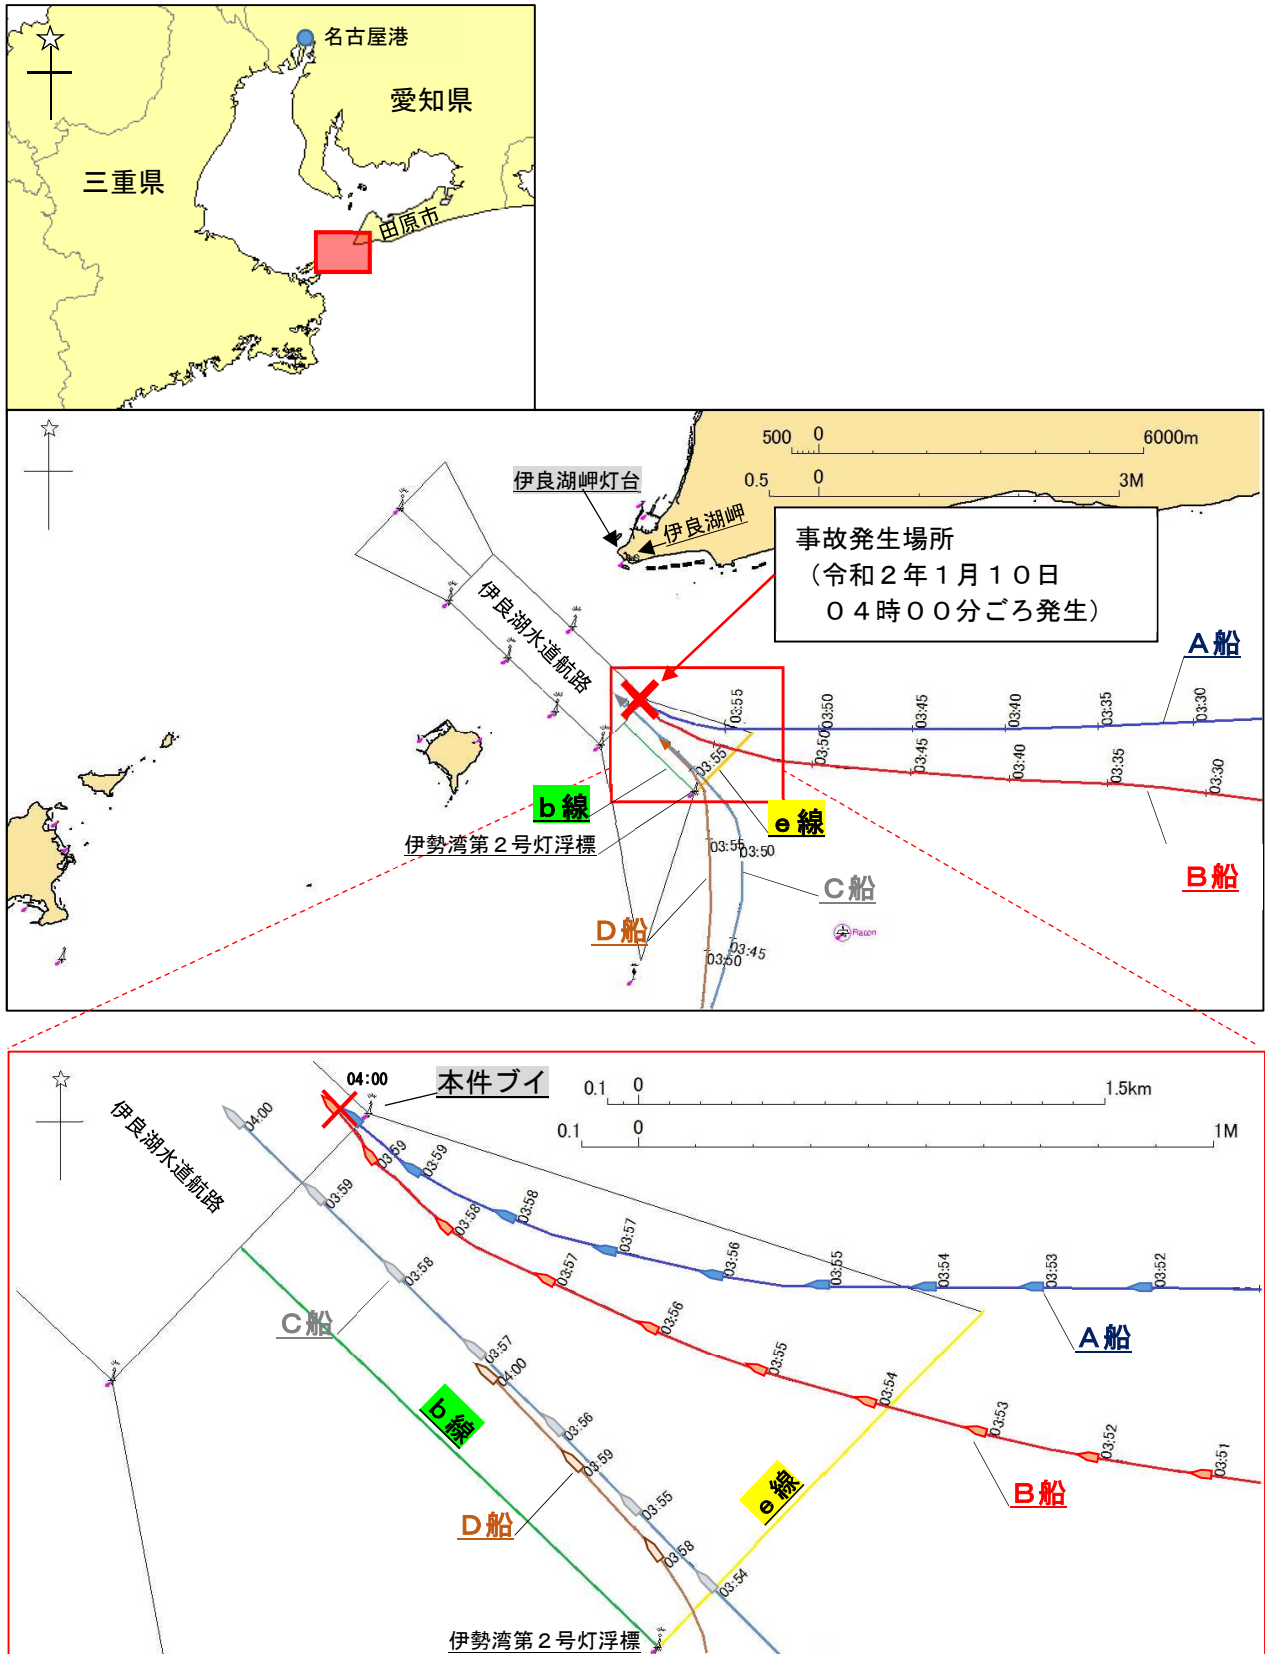 名古屋港
愛知県
三重県
田原市
500 0 6000m
0.5 0 3M
伊良湖岬灯台
伊良湖岬
事故発生場所
(令和2年1月10日
04時00分ごろ発生)
伊良湖水道航路
A船
03:55
03:50
03:45
03:40
03:35
03:30
03:55
03:50
03:45
03:40
03:35
03:30
B船
b線
e線
伊勢湾第2号灯浮標
03:55
03:50
C船
D船
03:50
03:45
Racon
04:00
本件ブイ
0.1 0 1.5km
0.1 0 1M
伊良湖水道航路
04:00
03:59
03:59
03:59
03:58
03:58
03:57
03:56
03:55
03:54
03:53
03:52
A船
03:58
03:57
03:56
03:55
03:54
03:53
03:52
03:51
B船
C船
03:57
04:00
03:56
03:59
03:55
03:58
03:54
b線
e線
D船
伊勢湾第2号灯浮標